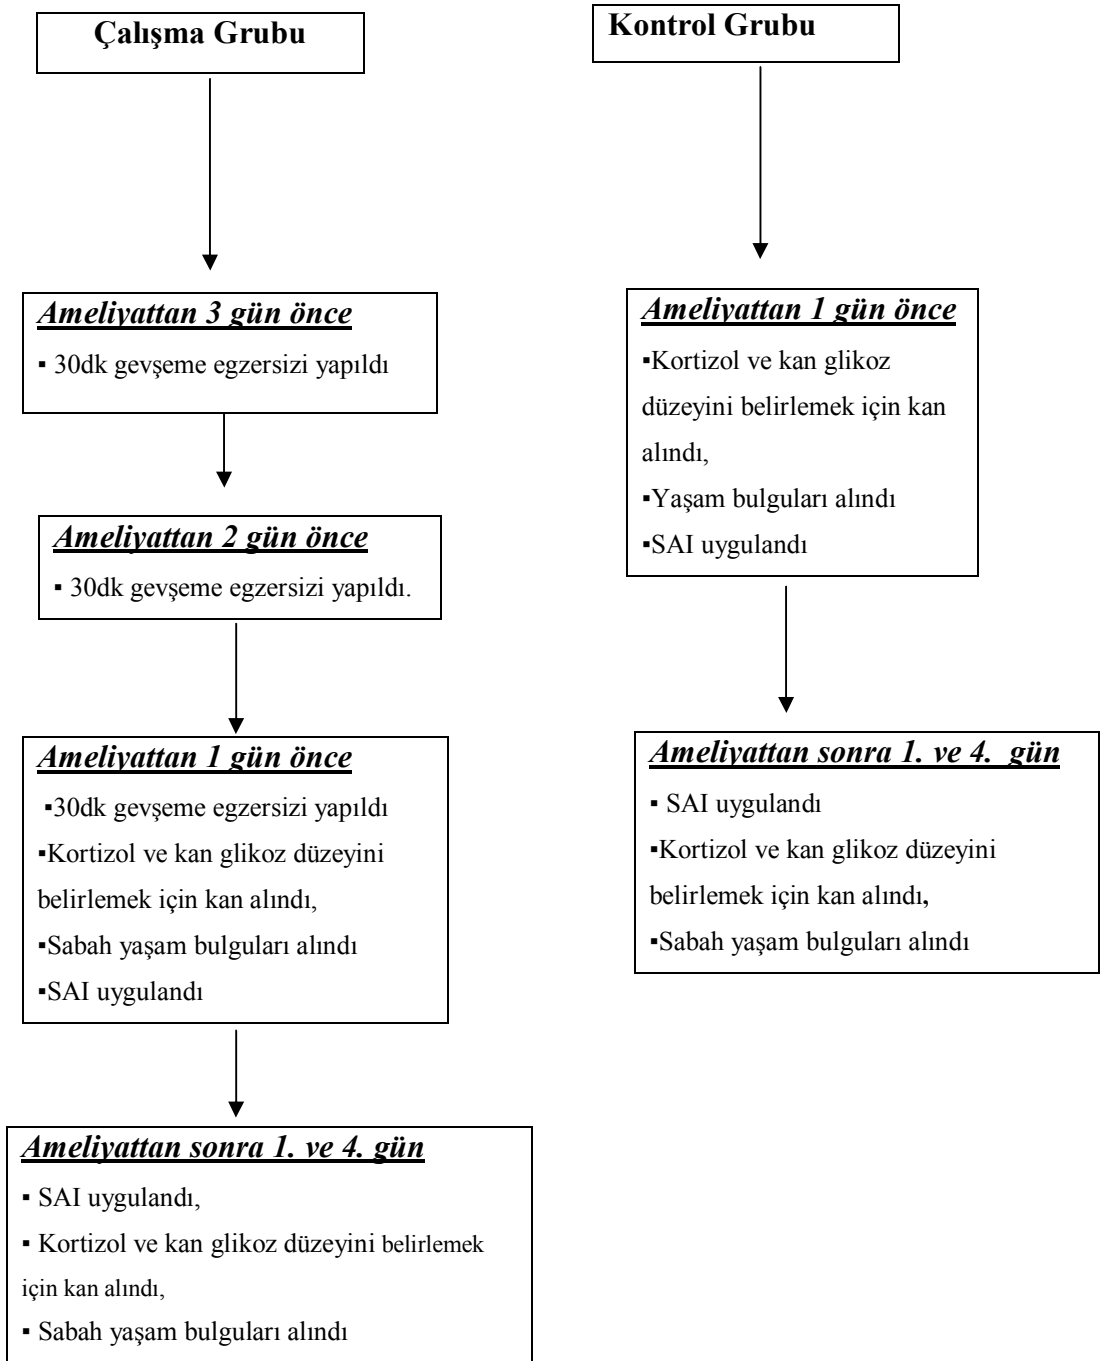 Çalışma Grubu
Ameliyattan 3 gün önce
▪ 30dk gevşeme egzersizi yapıldı
Ameliyattan 2 gün önce
▪ 30dk gevşeme egzersizi yapıldı.
Ameliyattan 1 gün önce
▪30dk gevşeme egzersizi yapıldı
▪Kortizol ve kan glikoz düzeyini
belirlemek için kan alındı,
▪Sabah yaşam bulguları alındı
▪SAI uygulandı
Ameliyattan sonra 1. ve 4. gün
▪ SAI uygulandı,
▪ Kortizol ve kan glikoz düzeyini belirlemek
için kan alındı,
▪ Sabah yaşam bulguları alındı
Kontrol Grubu
Ameliyattan 1 gün önce
▪Kortizol ve kan glikoz
düzeyini belirlemek için kan
alındı,
▪Yaşam bulguları alındı
▪SAI uygulandı
Ameliyattan sonra 1. ve 4. gün
▪ SAI uygulandı
▪Kortizol ve kan glikoz düzeyini
belirlemek için kan alındı,
▪Sabah yaşam bulguları alındı